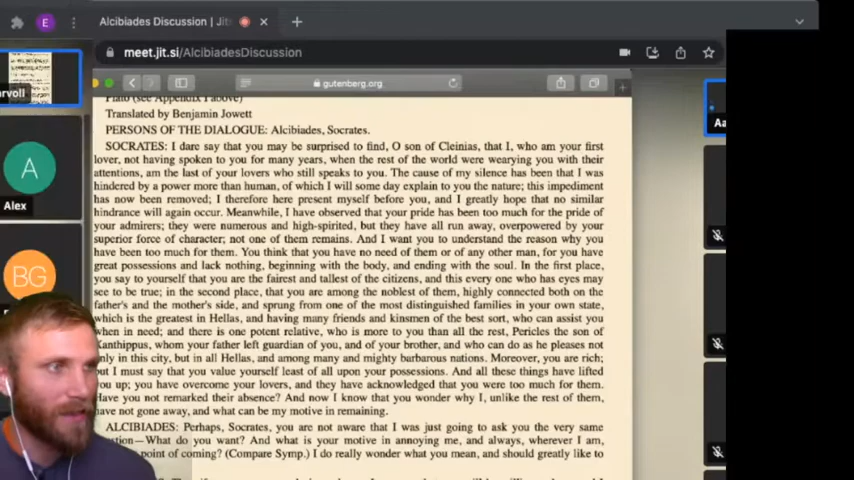 E
Alcibiades Discussion | Jit
meet.jit.si/AlcibiadesDiscussion
gutenberg.org
rvoll
Plato (see Appendix I above)
Translated by Benjamin Jowett
PERSONS OF THE DIALOGUE: Alcibiades, Socrates.
SOCRATES: I dare say that you may be surprised to find, O son of Cleinias, that I, who am your first
lover, not having spoken to you for many years, when the rest of the world were wearying you with their
attentions, am the last of your lovers who still speaks to you. The cause of my silence has been that I was
hindered by a power more than human, of which I will some day explain to you the nature; this impediment
has now been removed; I therefore here present myself before you, and I greatly hope that no similar
hindrance will again occur. Meanwhile, I have observed that your pride has been too much for the pride of
your admirers; they were numerous and high-spirited, but they have all run away, overpowered by your
superior force of character; not one of them remains. And I want you to understand the reason why you
have been too much for them. You think that you have no need of them or of any other man, for you have
great possessions and lack nothing, beginning with the body, and ending with the soul. In the first place,
you say to yourself that you are the fairest and tallest of the citizens, and this every one who has eyes may
see to be true; in the second place, that you are among the noblest of them, highly connected both on the
father's and the mother's side, and sprung from one of the most distinguished families in your own state,
which is the greatest in Hellas, and having many friends and kinsmen of the best sort, who can assist you
when in need; and there is one potent relative, who is more to you than all the rest, Pericles the son of
Xanthippus, whom your father left guardian of you, and of your brother, and who can do as he pleases not
only in this city, but in all Hellas, and among many and mighty barbarous nations. Moreover, you are rich;
but I must say that you value yourself least of all upon your possessions. And all these things have lifted
you up; you have overcome your lovers, and they have acknowledged that you were too much for them.
Have you not remarked their absence? And now I know that you wonder why I, unlike the rest of them,
have not gone away, and what can be my motive in remaining.
ALCIBIADES: Perhaps, Socrates, you are not aware that I was just going to ask you the very same
stion—What do you want? And what is your motive in annoying me, and always, wherever I am,
point of coming? (Compare Symp.) I do really wonder what you mean, and should greatly like to
A
Alex
BG
Aa